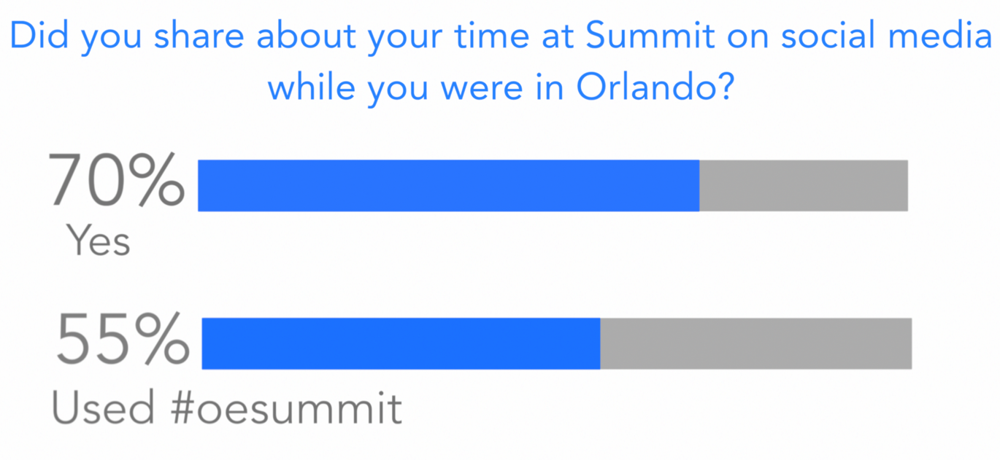 Did you share about your time at Summit on social media
while you were in Orlando?
70%
Yes
55%
Used #oesummit